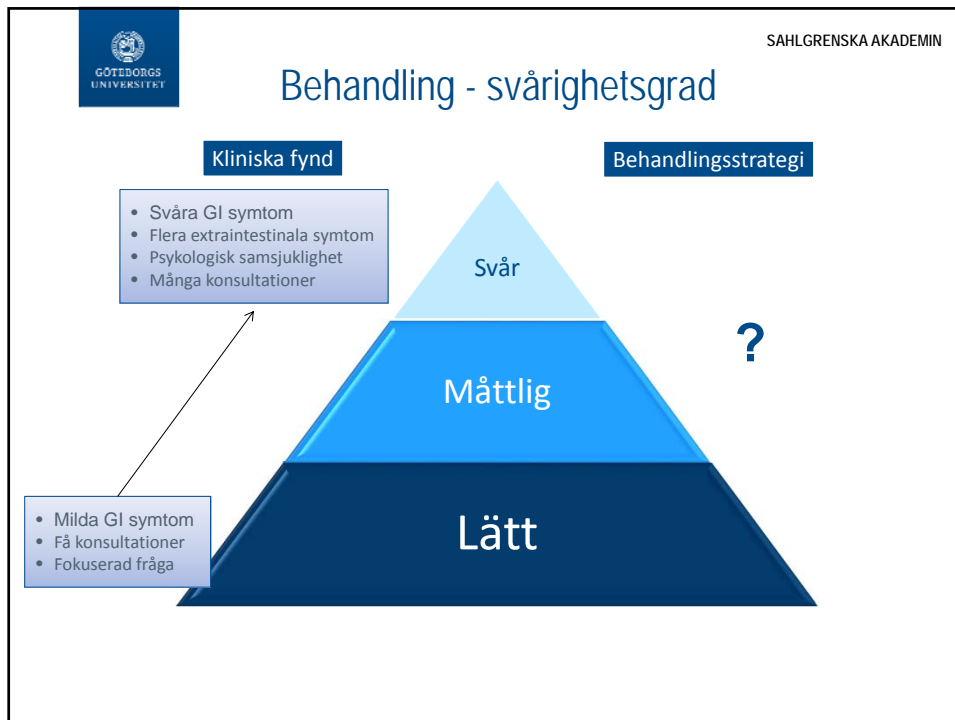 SAHLGRENSKA AKADEMIN
GÖTEBORGS
UNIVERSITET
Behandling - svårighetsgrad
Kliniska fynd
Behandlingsstrategi
• Svåra GI symtom
• Flera extraintestinala symtom
• Psykologisk samsjuklighet
• Många konsultationer
Svår
?
Måttlig
• Milda GI symtom
• Få konsultationer
• Fokuserad fråga
Lätt